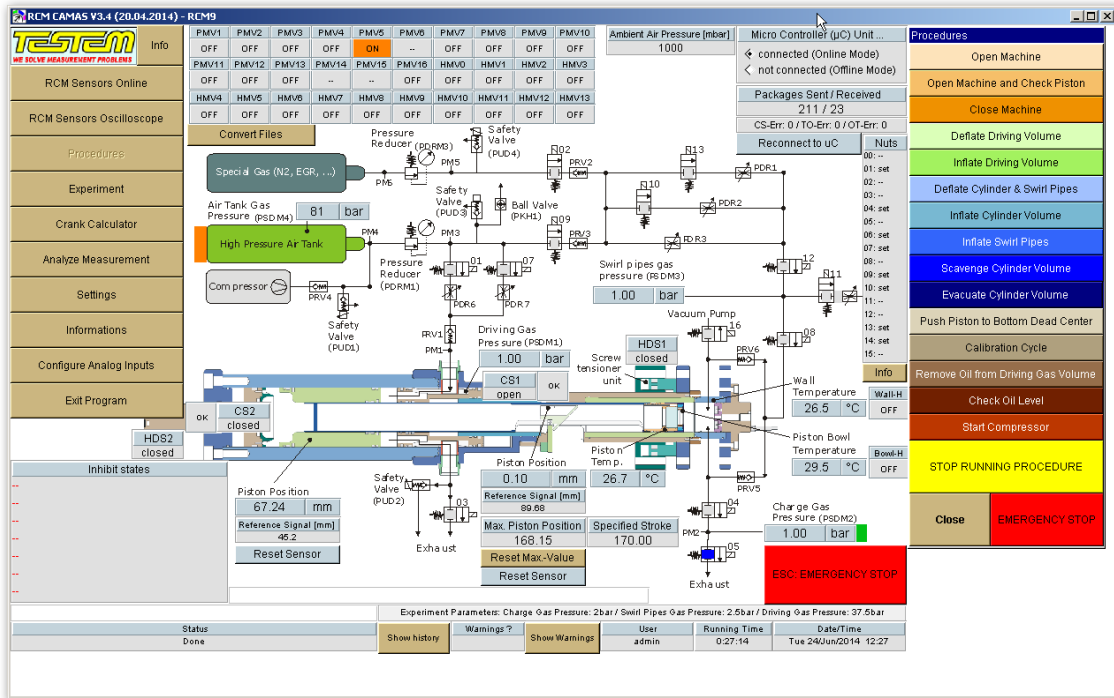 RCM CAMAS V3.4 (20.04.2014) - RCM9
TESTEM
WE SOLVE MEASUREMENT PROBLEMS
Info
RCM Sensors Online
RCM Sensors Oscilloscope
Procedures
Experiment
Crank Calculator
Analyze Measurement
Settings
Informations
Configure Analog Inputs
Exit Program
PMV1 PMV2 PMV3 PMV4 PMV5 PMV6 PMV7 PMV8 PMV9 PMV10
OFF OFF OFF OFF ON -- OFF OFF OFF OFF
PMV11 PMV12 PMV13 PMV14 PMV15 PMV16 HMV0 HMV1 HMV2 HMV3
OFF OFF OFF -- -- OFF OFF OFF OFF OFF
HMV4 HMV5 HMV6 HMV7 HMV8 HMV9 HMV10 HMV11 HMV12 HMV13
OFF OFF OFF OFF OFF OFF OFF OFF OFF OFF
Convert Files
Ambient Air Pressure [mbar]
1000
Micro Controller (µC) Unit ...
connected (Online Mode)
not connected (Offline Mode)
Packages Sent / Received
211 / 23
CS-Err: 0 / TO-Err: 0 / OT-Err: 0
Reconnect to uC
Nuts
00: --
01: set
02: --
03: --
04: set
05: --
06: set
07: set
08: --
09: set
10: set
11: --
12: --
13: set
14: set
15: --
Info
Procedures
Open Machine
Open Machine and Check Piston
Close Machine
Deflate Driving Volume
Inflate Driving Volume
Deflate Cylinder & Swirl Pipes
Inflate Cylinder Volume
Inflate Swirl Pipes
Scavenge Cylinder Volume
Evacuate Cylinder Volume
Push Piston to Bottom Dead Center
Calibration Cycle
Remove Oil from Driving Gas Volume
Check Oil Level
Start Compressor
STOP RUNNING PROCEDURE
Close
EMERGENCY STOP
Special Gas (N2, EGR, ...)
PM6
Pressure
Reducer (PDRM3)
PM5
Safety
Valve
(PUD4)
02
PRV2
13
PDR1
10
PDR2
PDR3
Air Tank Gas
Pressure (PSDM4)
81 bar
High Pressure Air Tank
PM4
Pressure
Reducer
(PDRM1)
PM3
Safety
Valve
(PUD3)
Ball Valve
(PKH1)
09
PRV3
Compressor
PRV4
Safety
Valve
(PUD1)
01
07
PDR6
PDR7
PRV1
PM1
Swirl pipes gas
pressure (PSDM3)
1.00 bar
12
11
08
Vacuum Pump
16
PRV6
Driving Gas
Pressure (PSDM1)
1.00 bar
CS1
open
OK
Screw
tensioner
unit
HDS1
closed
Wall
Temperature
26.5 °C
Wall-H
OFF
Piston Bowl
Temperature
29.5 °C
Bowl-H
OFF
OK
CS2
closed
HDS2
closed
Piston Position
67.24 mm
Reference Signal [mm]
45.2
Reset Sensor
Safety
Valve
(PUD2)
03
Exhaust
Piston Position
0.10 mm
Reference Signal [mm]
89.68
Max. Piston Position
168.15
Specified Stroke
170.00
Reset Max.-Value
Reset Sensor
Piston
Temp.
26.7 °C
PRV5
04
PM2
05
Exhaust
Charge Gas
Pressure (PSDM2)
1.00 bar
ESC: EMERGENCY STOP
Inhibit states
--
--
--
--
--
--
--
Experiment Parameters: Charge Gas Pressure: 2bar / Swirl Pipes Gas Pressure: 2.5bar / Driving Gas Pressure: 37.5bar
Status
Done
Show history
Warnings ?
Show Warnings
User
admin
Running Time
0:27:14
Date/Time
Tue 24/Jun/2014 12:27